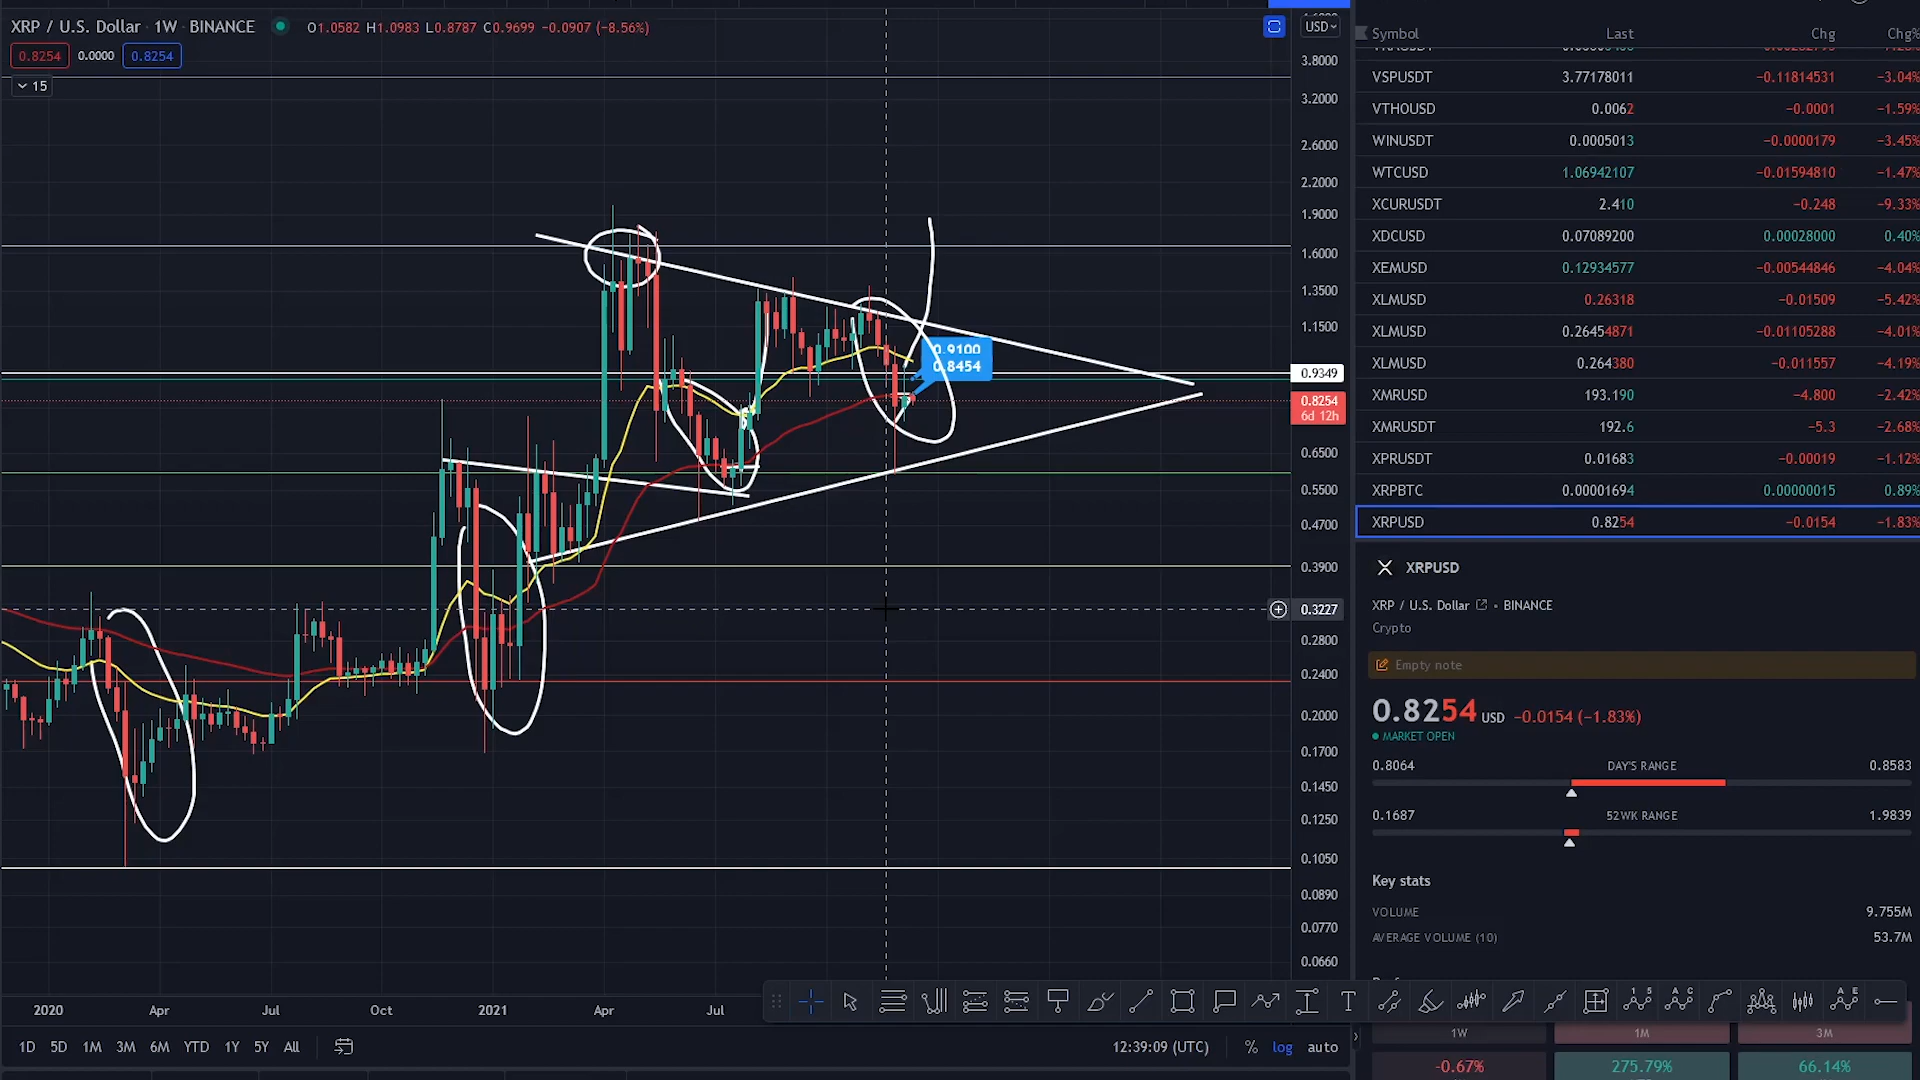 XRP / U.S. Dollar · 1W · BINANCE O1.0582 H1.0983 L0.8787 C0.9699 −0.0907 (−8.56%)
0.8254 0.0000 0.8254
15
USD
3.8000
3.2000
2.6000
2.2000
1.9000
1.6000
1.3500
1.1500
0.9349
0.8254
6d 12h
0.6500
0.5500
0.4700
0.3900
0.3227
0.2800
0.2400
0.2000
0.1700
0.1450
0.1250
0.1050
0.0890
0.0770
0.0660
0.9100
0.8454
2020 Apr Jul Oct 2021 Apr Jul
1D 5D 1M 3M 6M YTD 1Y 5Y All
12:39:09 (UTC) % log auto
Symbol Last Chg Chg%
VSPUSDT 3.77178011 −0.11814531 −3.04%
VTHOUSD 0.0062 −0.0001 −1.59%
WINUSDT 0.0005013 −0.0000179 −3.45%
WTCUSD 1.06942107 −0.01594810 −1.47%
XCURUSDT 2.410 −0.248 −9.33%
XDCUSD 0.07089200 0.00028000 0.40%
XEMUSD 0.12934577 −0.00544846 −4.04%
XLMUSD 0.26318 −0.01509 −5.42%
XLMUSD 0.26454871 −0.01105288 −4.01%
XLMUSD 0.264380 −0.011557 −4.19%
XMRUSD 193.190 −4.800 −2.42%
XMRUSDT 192.6 −5.3 −2.68%
XPRUSDT 0.01683 −0.00019 −1.12%
XRPBTC 0.00001694 0.00000015 0.89%
XRPUSD 0.8254 −0.0154 −1.83%
XRPUSD
XRP / U.S. Dollar • BINANCE
Crypto
Empty note
0.8254 USD −0.0154 (−1.83%)
MARKET OPEN
0.8064 DAY'S RANGE 0.8583
0.1687 52WK RANGE 1.9839
Key stats
VOLUME 9.755M
AVERAGE VOLUME (10) 53.7M
1W 1M 3M
-0.67% 275.79% 66.14%